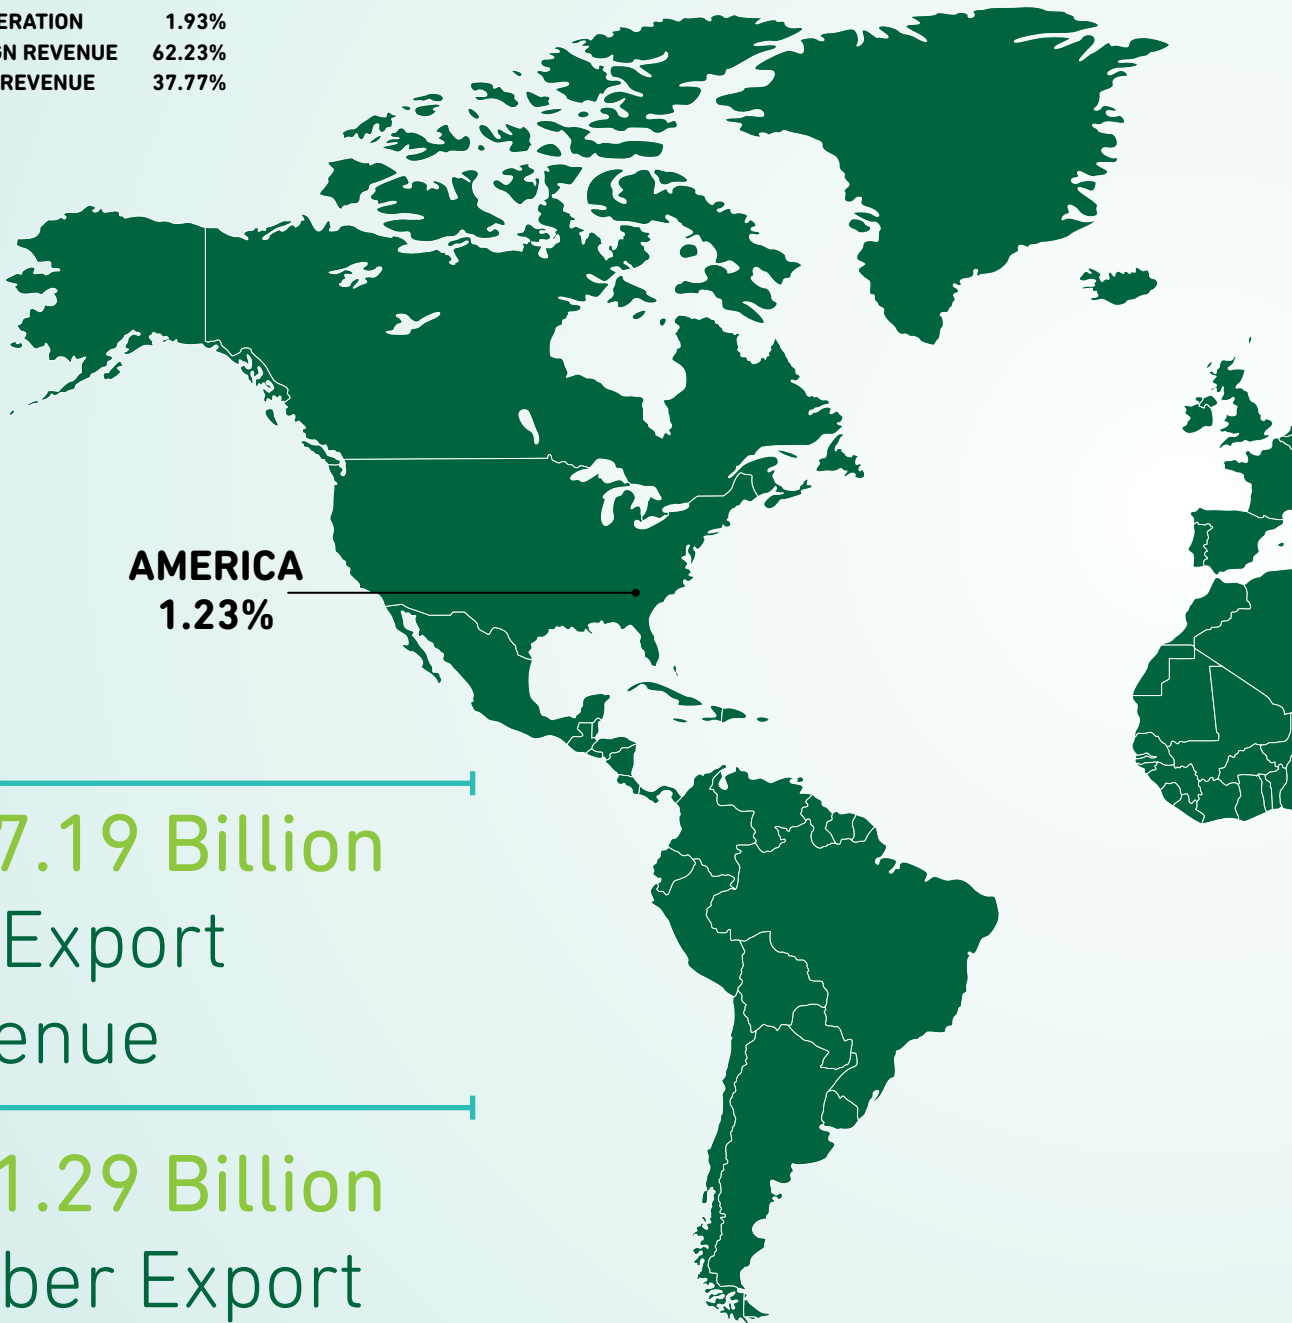 ERATION 1.93%
GN REVENUE 62.23%
REVENUE 37.77%
AMERICA
1.23%
7.19 Billion
Export
enue
1.29 Billion
ber Export